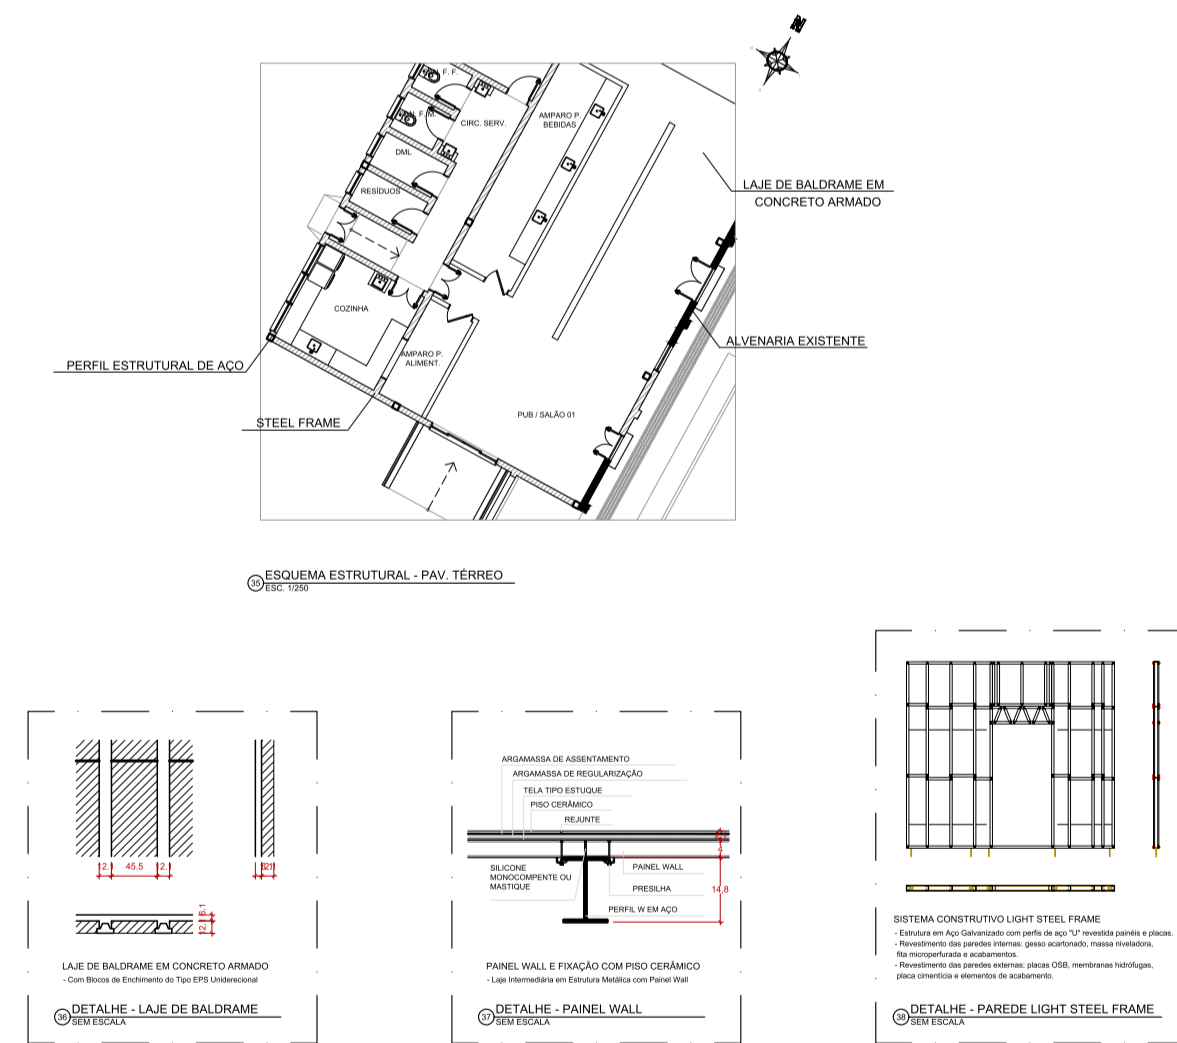 N
F. F.
F. M.
CIRC. SERV.
AMPARO P.
BEBIDAS
DML
RESÍDUOS
LAJE DE BALDRAME EM
CONCRETO ARMADO
COZINHA
ALVENARIA EXISTENTE
AMPARO P.
ALIMENT.
PERFIL ESTRUTURAL DE AÇO
STEEL FRAME
PUB / SALÃO 01
35 ESQUEMA ESTRUTURAL - PAV. TÉRREO
ESC. 1/250
12.1 45.5 12.1
6.1
12.1
LAJE DE BALDRAME EM CONCRETO ARMADO
- Com Blocos de Enchimento do Tipo EPS Uniderecional
36 DETALHE - LAJE DE BALDRAME
SEM ESCALA
ARGAMASSA DE ASSENTAMENTO
ARGAMASSA DE REGULARIZAÇÃO
TELA TIPO ESTUQUE
PISO CERÂMICO
REJUNTE
4
SILICONE
MONOCOMPENTE OU
MASTIQUE
PAINEL WALL
PRESILHA
14,8
PERFIL W EM AÇO
PAINEL WALL E FIXAÇÃO COM PISO CERÂMICO
- Laje Intermediária em Estrutura Metálica com Painel Wall
37 DETALHE - PAINEL WALL
SEM ESCALA
SISTEMA CONSTRUTIVO LIGHT STEEL FRAME
- Estrutura em Aço Galvanizado com perfis de aço "U" revestida painéis e placas.
- Revestimento das paredes internas: gesso acartonado, massa niveladora,
fita microperfurada e acabamentos.
- Revestimento das paredes externas: placas OSB, membranas hidrófugas,
placa cimentícia e elementos de acabamento.
38 DETALHE - PAREDE LIGHT STEEL FRAME
SEM ESCALA